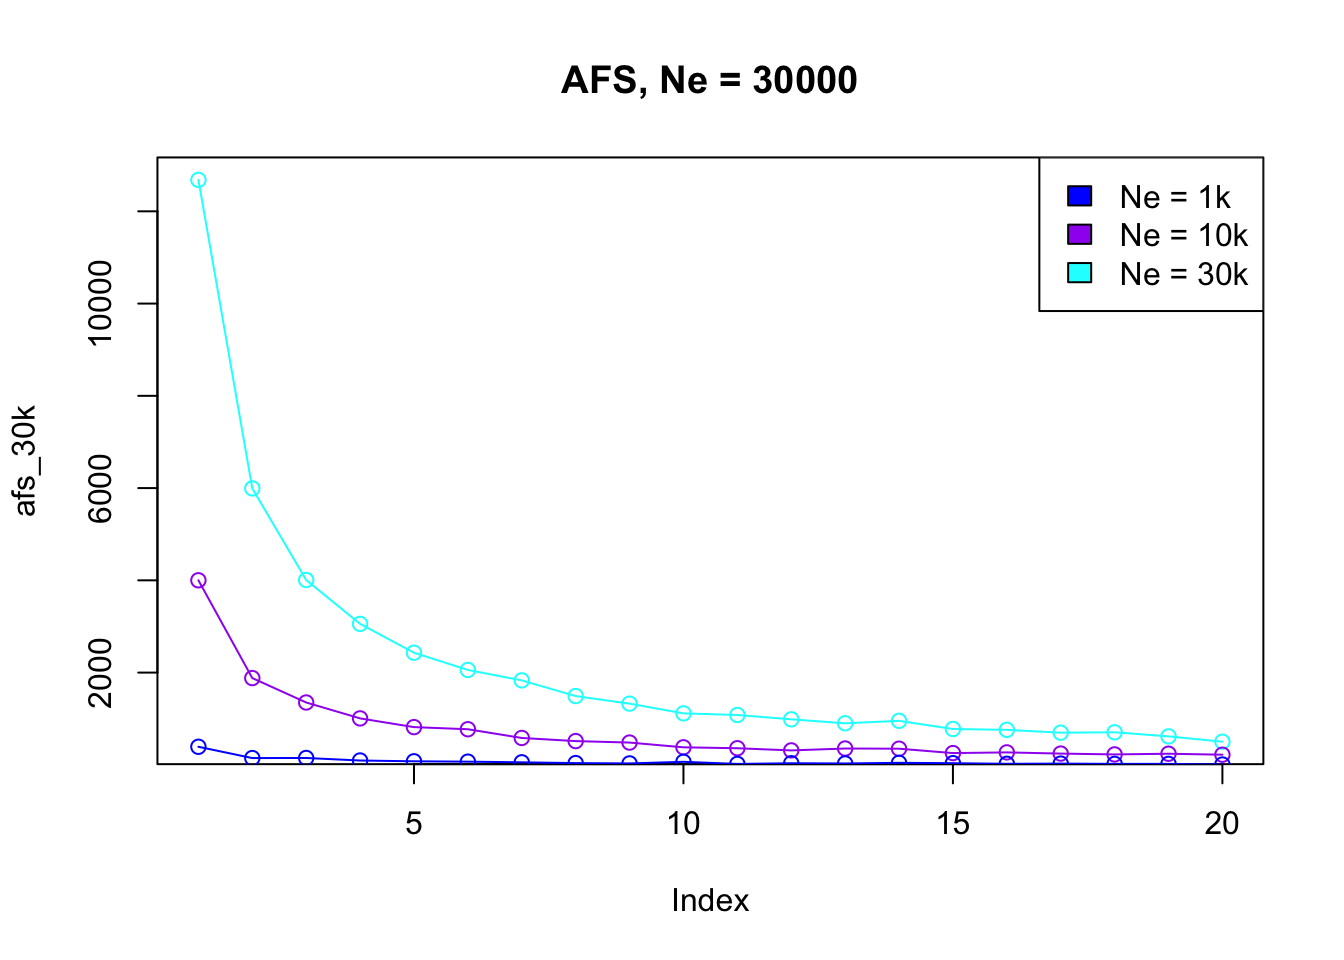 AFS, Ne = 30000
Ne = 1k
Ne = 10k
Ne = 30k
afs_30k
10000
6000
2000
5 10 15 20
Index